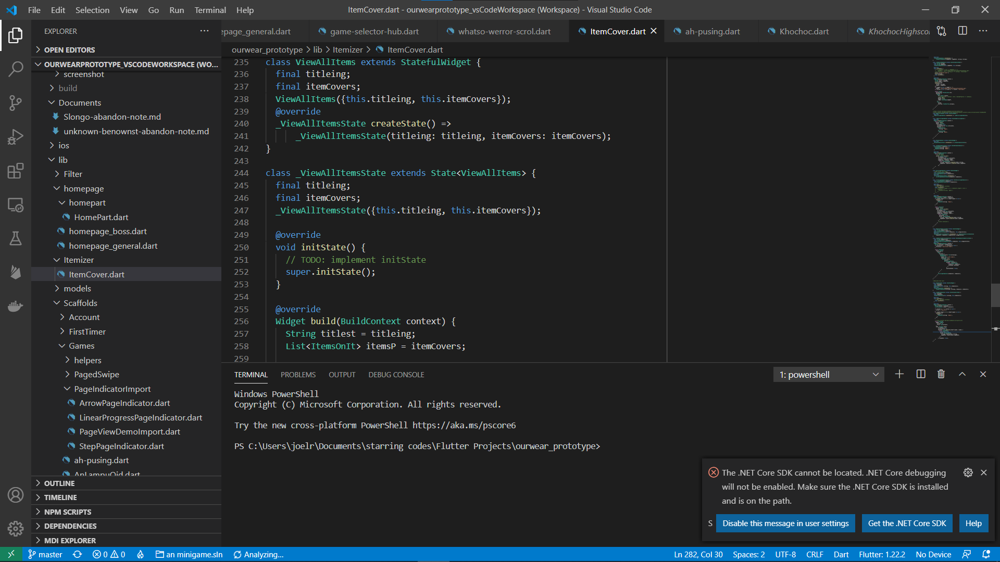 File Edit Selection View Go Run Terminal Help
ItemCover.dart - ourwearprototype_vsCodeWorkspace (Workspace) - Visual Studio Code
EXPLORER
OPEN EDITORS
OURWEARPROTOTYPE_VSCODEWORKSPACE (WO...
screenshot
build
Documents
Slongo-abandon-note.md
unknown-benownst-abandon-note.md
ios
lib
Filter
homepage
homepart
HomePart.dart
homepage_boss.dart
homepage_general.dart
Itemizer
ItemCover.dart
models
Scaffolds
Account
FirstTimer
Games
helpers
PagedSwipe
PageIndicatorImport
ArrowPageIndicator.dart
LinearProgressPageIndicator.dart
PageViewDemoImport.dart
StepPageIndicator.dart
ah-pusing.dart
AnLampuOid.dart
OUTLINE
TIMELINE
NPM SCRIPTS
DEPENDENCIES
MDI EXPLORER
epage_general.dart game-selector-hub.dart whatso-werror-scrol.dart ItemCover.dart ah-pusing.dart Khochoc.dart KhochocHighscor
ourwear_prototype > lib > Itemizer > ItemCover.dart
235 class ViewAllItems extends StatefulWidget {
236 final titleing;
237 final itemCovers;
238 ViewAllItems({this.titleing, this.itemCovers});
239 @override
240 _ViewAllItemsState createState() =>
241 _ViewAllItemsState(titleing: titleing, itemCovers: itemCovers);
242 }
243
244 class _ViewAllItemsState extends State<ViewAllItems> {
245 final titleing;
246 final itemCovers;
247 _ViewAllItemsState({this.titleing, this.itemCovers});
248
249 @override
250 void initState() {
251 // TODO: implement initState
252 super.initState();
253 }
254
255 @override
256 Widget build(BuildContext context) {
257 String titlest = titleing;
258 List<ItemsOnIt> itemsP = itemCovers;
259
TERMINAL PROBLEMS OUTPUT DEBUG CONSOLE
1: powershell
Windows PowerShell
Copyright (C) Microsoft Corporation. All rights reserved.
Try the new cross-platform PowerShell https://aka.ms/pscore6
PS C:\Users\joelr\Documents\starring codes\Flutter Projects\ourwear_prototype>
The .NET Core SDK cannot be located. .NET Core debugging
will not be enabled. Make sure the .NET Core SDK is installed
and is on the path.
S Disable this message in user settings Get the .NET Core SDK Help
master 0 0 an minigame.sln Analyzing... Ln 282, Col 30 Spaces: 2 UTF-8 CRLF Dart Flutter: 1.22.2 No Device